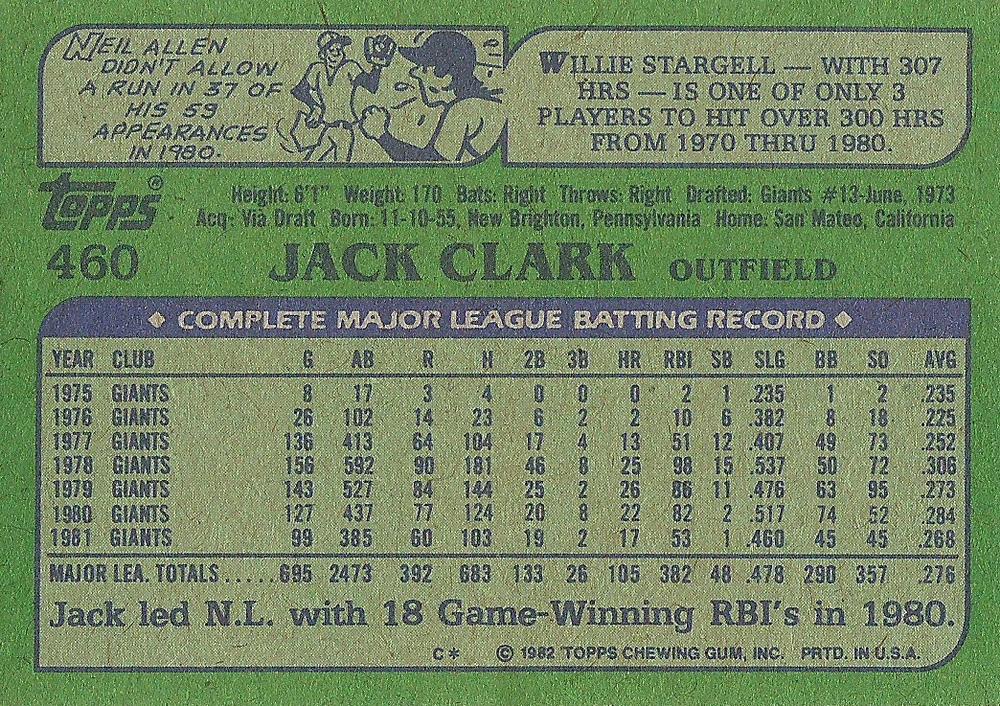 NEIL ALLEN
DIDN'T ALLOW
A RUN IN 37 OF
HIS 59
APPEARANCES
IN 1980.
WILLIE STARGELL — WITH 307
HRS — IS ONE OF ONLY 3
PLAYERS TO HIT OVER 300 HRS
FROM 1970 THRU 1980.
Topps®
Height: 6'1" Weight: 170 Bats: Right Throws: Right Drafted: Giants #13-June, 1973
Acq: Via Draft Born: 11-10-55, New Brighton, Pennsylvania Home: San Mateo, California
460 JACK CLARK OUTFIELD
◆ COMPLETE MAJOR LEAGUE BATTING RECORD ◆
YEAR CLUB G AB R H 2B 3B HR RBI SB SLG BB SO AVG
1975 GIANTS 8 17 3 4 0 0 0 2 1 .235 1 2 .235
1976 GIANTS 26 102 14 23 6 2 2 10 6 .382 8 18 .225
1977 GIANTS 136 413 64 104 17 4 13 51 12 .407 49 73 .252
1978 GIANTS 156 592 90 181 46 8 25 98 15 .537 50 72 .306
1979 GIANTS 143 527 84 144 25 2 26 86 11 .476 63 95 .273
1980 GIANTS 127 437 77 124 20 8 22 82 2 .517 74 52 .284
1981 GIANTS 99 385 60 103 19 2 17 53 1 .460 45 45 .268
MAJOR LEA. TOTALS.....695 2473 392 683 133 26 105 382 48 .478 290 357 .276
Jack led N.L. with 18 Game-Winning RBI's in 1980.
C* © 1982 TOPPS CHEWING GUM, INC. PRTD. IN U.S.A.